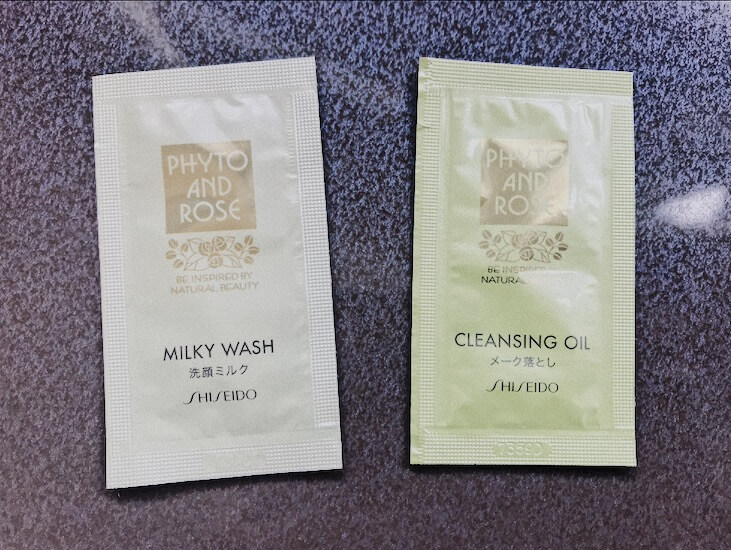 PHYTO
AND
ROSE
BE INSPIRED BY
NATURAL BEAUTY
MILKY WASH
洗顔ミルク
SHISEIDO
PHYTO
AND
ROSE
BE INSPIRED BY
NATURAL
CLEANSING OIL
メーク落とし
SHISEIDO